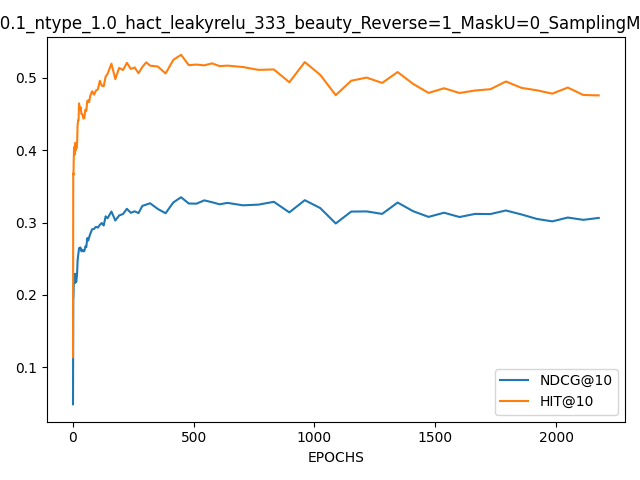 0.1_ntype_1.0_hact_leakyrelu_333_beauty_Reverse=1_MaskU=0_SamplingM
0.5
0.4
0.3
0.2
0.1
NDCG@10
HIT@10
0 500 1000 1500 2000
EPOCHS